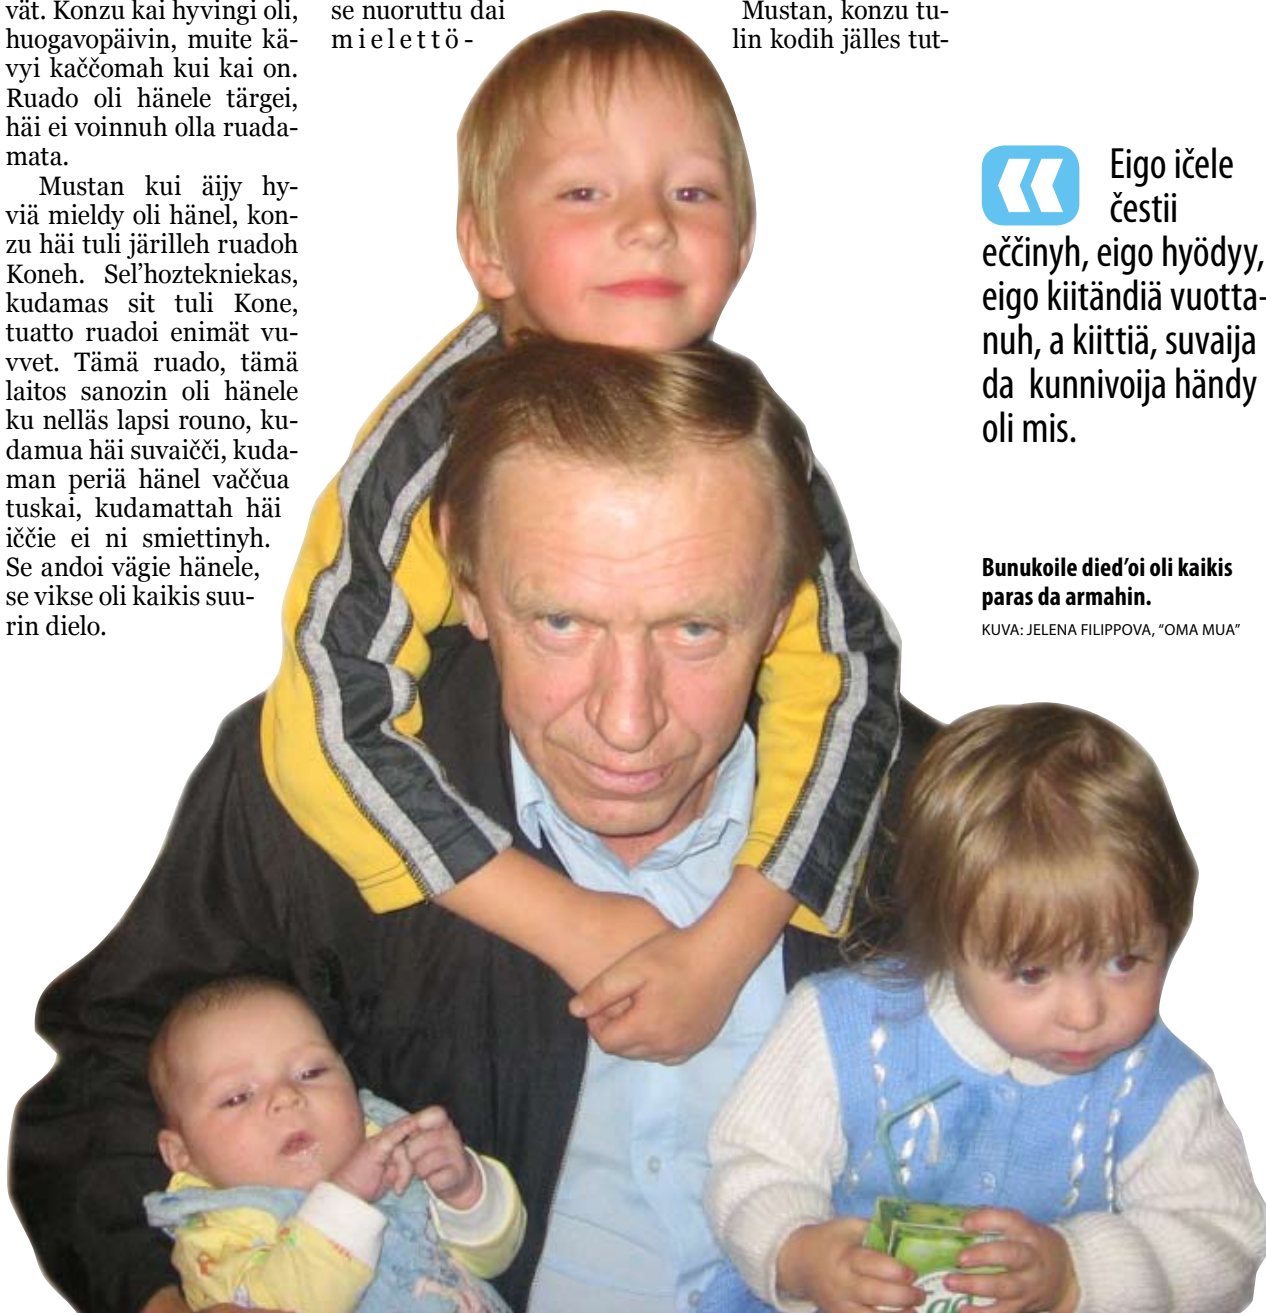 vät. Konzu kai hyvingi oli,
huogavopäivin, muite kä-
vyi kaččomah kui kai on.
Ruado oli hänele tärgei,
häi ei voinnuh olla ruada-
mata.
Mustan kui äijy hy-
viä mieldy oli hänel, kon-
zu häi tuli järilleh ruadoh
Koneh. Sel’hoztekniekas,
kudamas sit tuli Kone,
tuatto ruadoi enimät vu-
vvet. Tämä ruado, tämä
laitos sanozin oli hänele
ku nelläs lapsi rouno, ku-
damua häi suvaičči, kuda-
man periä hänel vaččua
tuskai, kudamattah häi
iččie ei ni smiettinyh.
Se andoi vägie hänele,
se vikse oli kaikis suu-
rin dielo.
se nuoruttu dai
mielettö-
Mustan, konzu tu-
lin kodih jälles tut-
Eigo ičele
čestii
eččinyh, eigo hyödyy,
eigo kiitändiä vuotta-
nuh, a kiittiä, suvaija
da kunnivoija händy
oli mis.
Bunukoile died’oi oli kaikis
paras da armahin.
KUVA: JELENA FILIPPOVA, “OMA MUA”